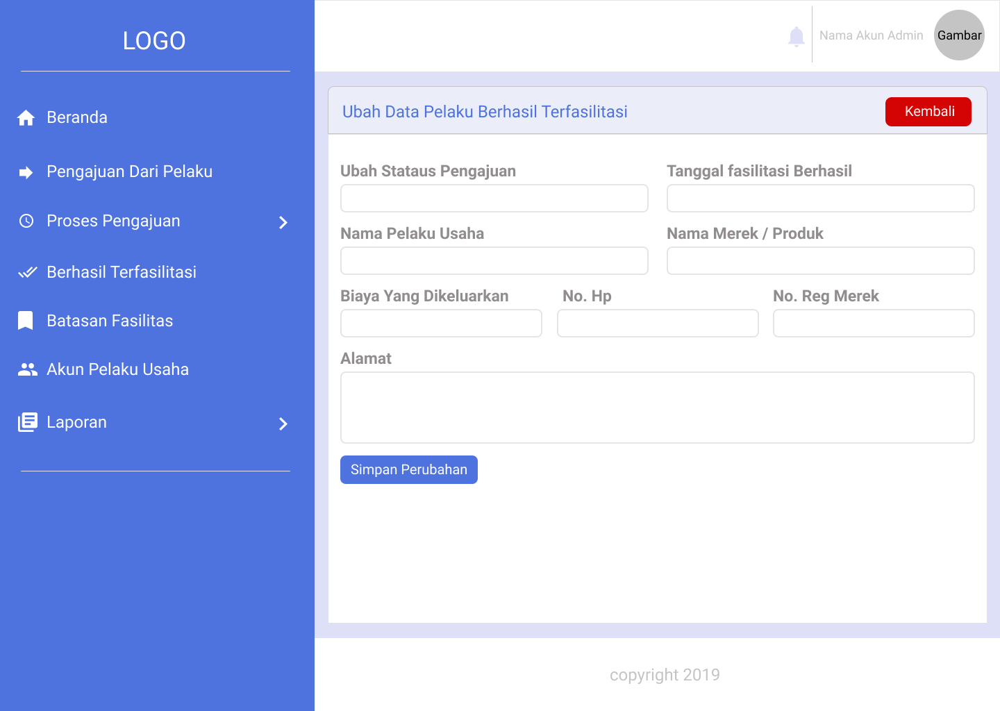 LOGO
Beranda
Pengajuan Dari Pelaku
Proses Pengajuan
Berhasil Terfasilitasi
Batasan Fasilitas
Akun Pelaku Usaha
Laporan
Nama Akun Admin
Gambar
Ubah Data Pelaku Berhasil Terfasilitasi
Kembali
Ubah Stataus Pengajuan
Tanggal fasilitasi Berhasil
Nama Pelaku Usaha
Nama Merek / Produk
Biaya Yang Dikeluarkan
No. Hp
No. Reg Merek
Alamat
Simpan Perubahan
copyright 2019